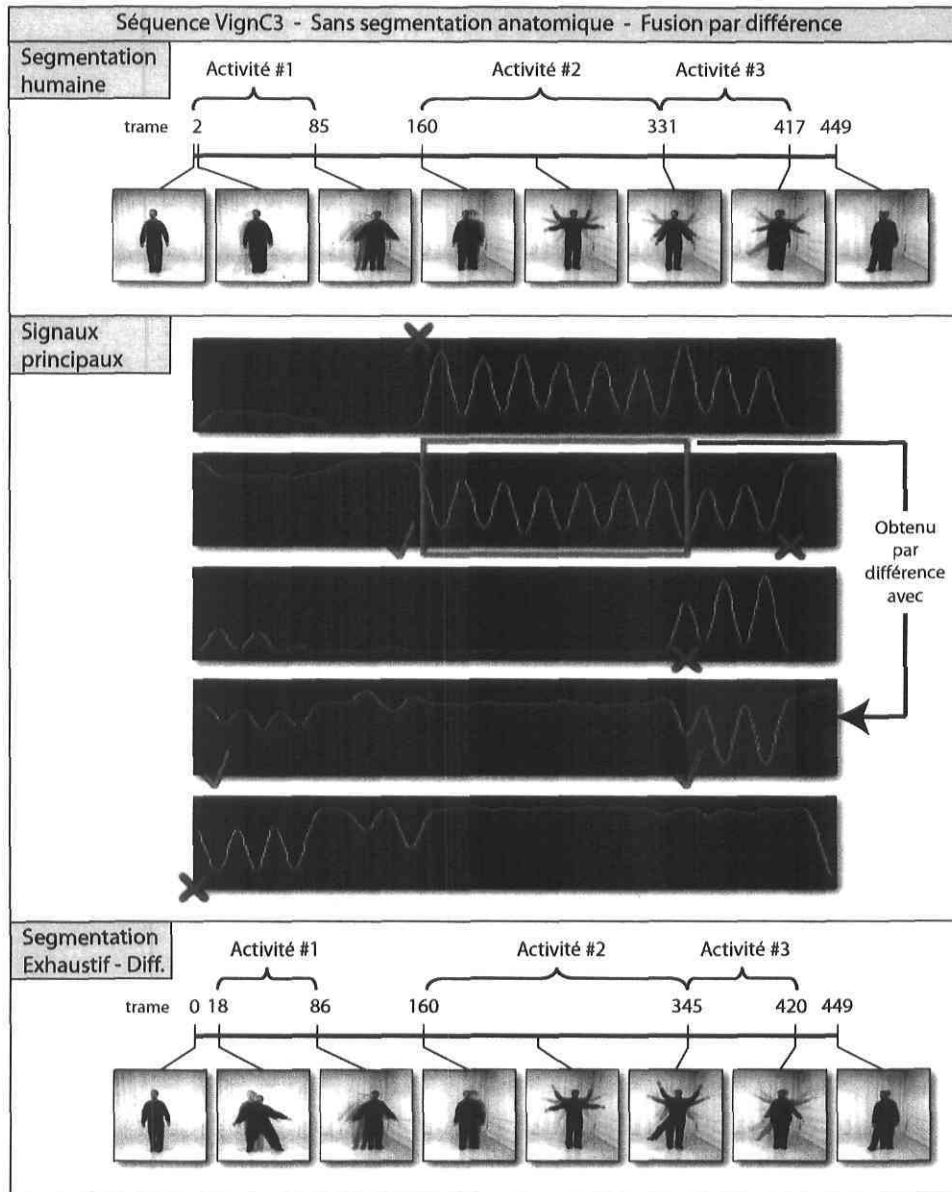 Séquence VignC3 - Sans segmentation anatomique - Fusion par différence
Segmentation
humaine
Activité #1
Activité #2
Activité #3
trame 2 85 160 331 417 449
Signaux
principaux
Obtenu
par
différence
avec
Segmentation
Exhaustif - Diff.
Activité #1
Activité #2
Activité #3
trame 0 18 86 160 345 420 449